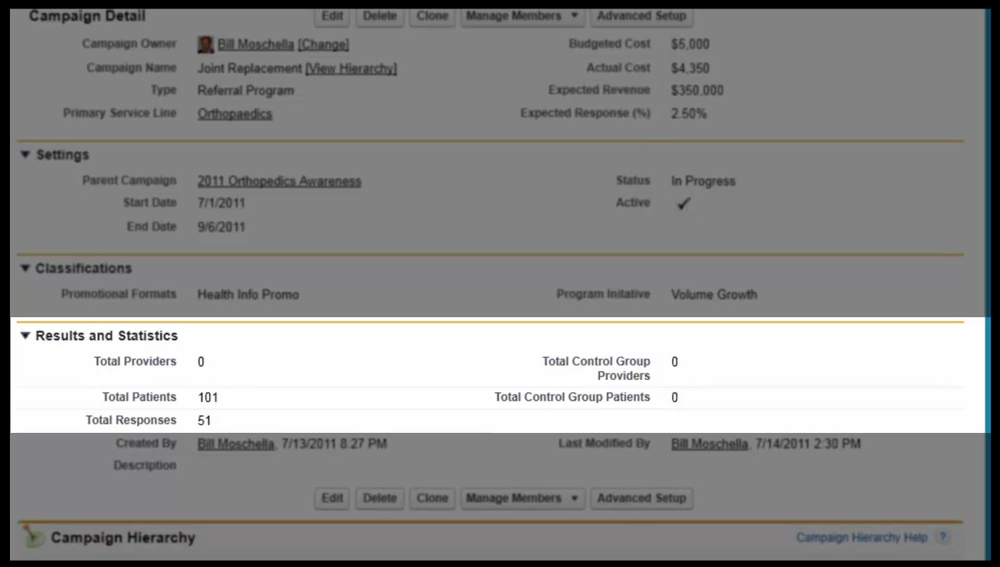 Campaign Detail Edit Delete Clone Manage Members Advanced Setup
Campaign Owner Bill Moschella [Change] Budgeted Cost $5,000
Campaign Name Joint Replacement [View Hierarchy] Actual Cost $4,350
Type Referral Program Expected Revenue $350,000
Primary Service Line Orthopaedics Expected Response (%) 2.50%
Settings
Parent Campaign 2011 Orthopedics Awareness Status In Progress
Start Date 7/1/2011 Active
End Date 9/6/2011
Classifications
Promotional Formats Health Info Promo Program Initative Volume Growth
Results and Statistics
Total Providers 0 Total Control Group Providers 0
Total Patients 101 Total Control Group Patients 0
Total Responses 51
Created By Bill Moschella, 7/13/2011 8:27 PM Last Modified By Bill Moschella, 7/14/2011 2:30 PM
Description
Edit Delete Clone Manage Members Advanced Setup
Campaign Hierarchy Campaign Hierarchy Help ?